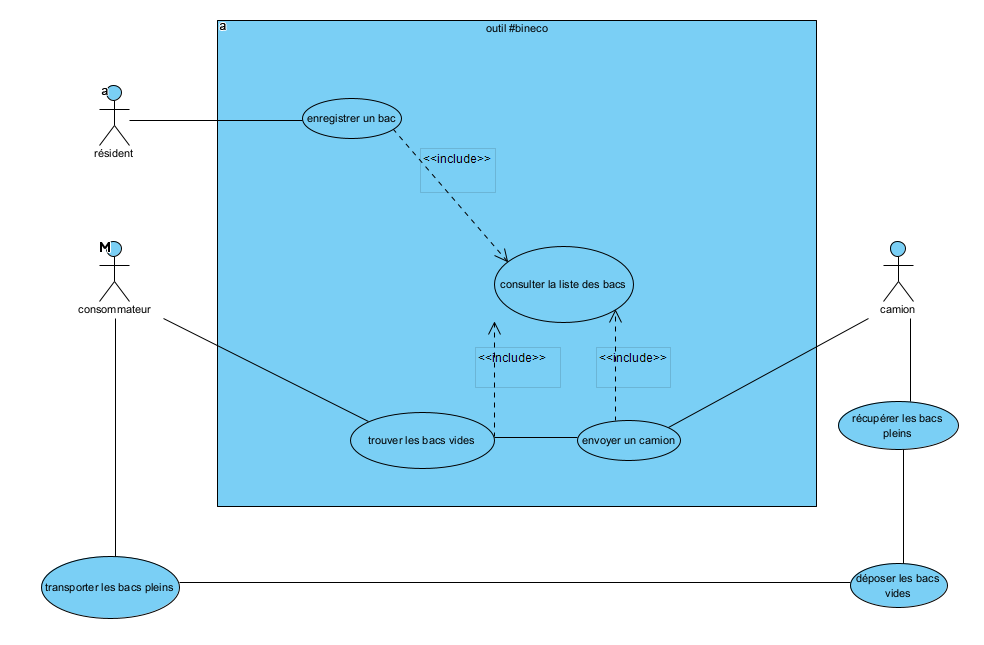 a
outil #bineco
a
résident
enregistrer un bac
<<include>>
M
consommateur
consulter la liste des bacs
camion
<<include>>
<<include>>
trouver les bacs vides
envoyer un camion
récupérer les bacs
pleins
transporter les bacs pleins
déposer les bacs
vides